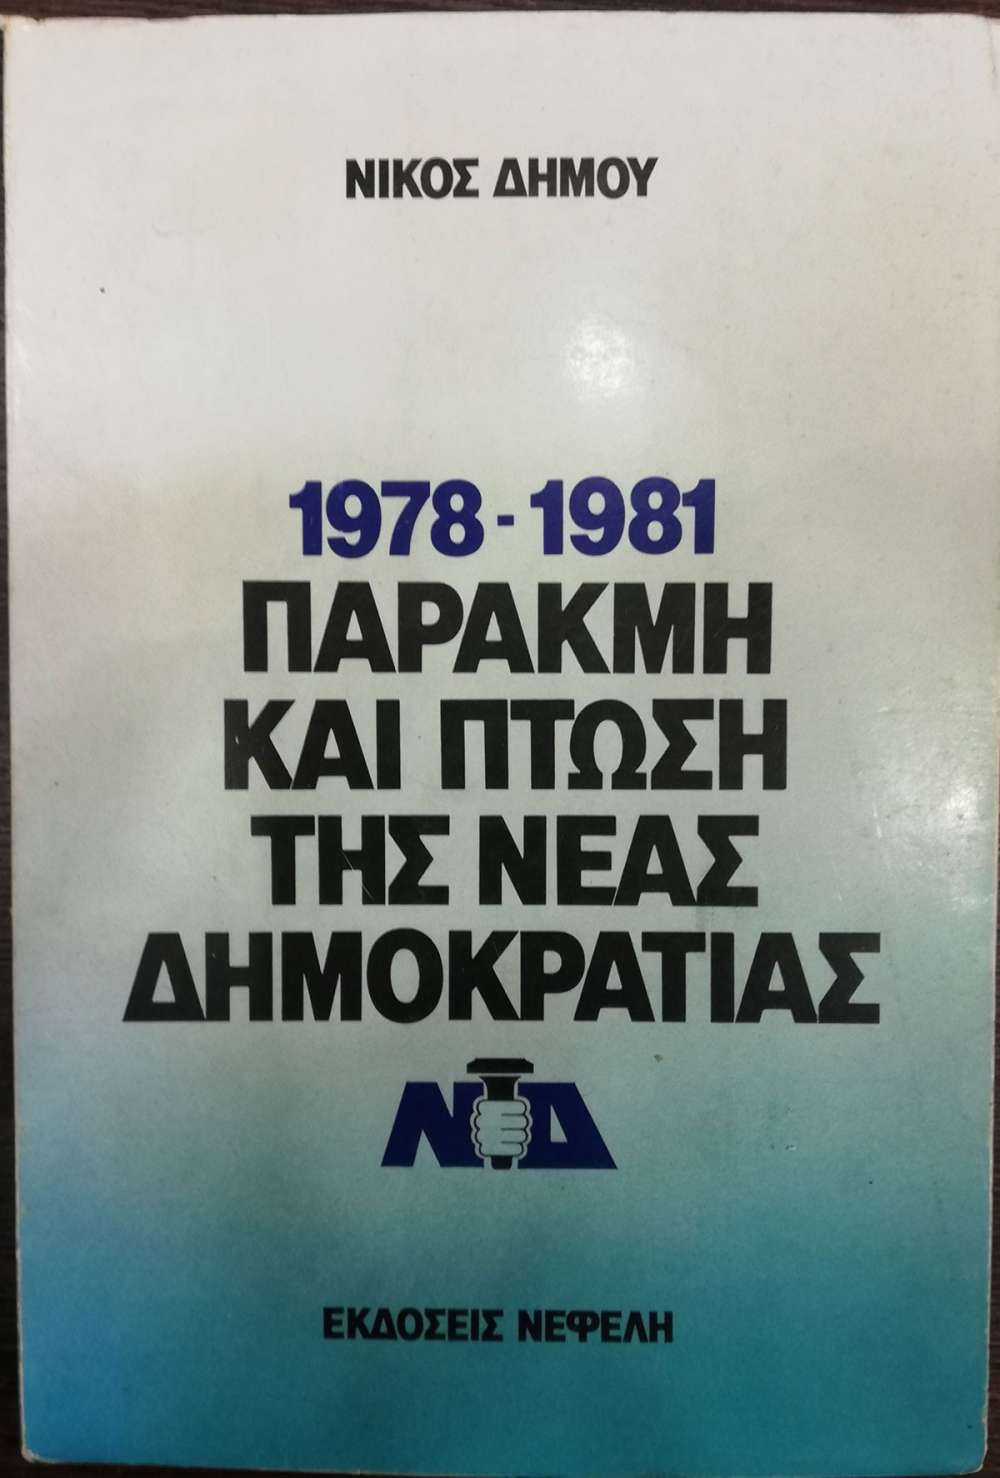 ΝΙΚΟΣ ΔΗΜΟΥ
1978-1981
ΠΑΡΑΚΜΗ
ΚΑΙ ΠΤΩΣΗ
ΤΗΣ ΝΕΑΣ
ΔΗΜΟΚΡΑΤΙΑΣ
ΝΔ
ΕΚΔΟΣΕΙΣ ΝΕΦΕΛΗ